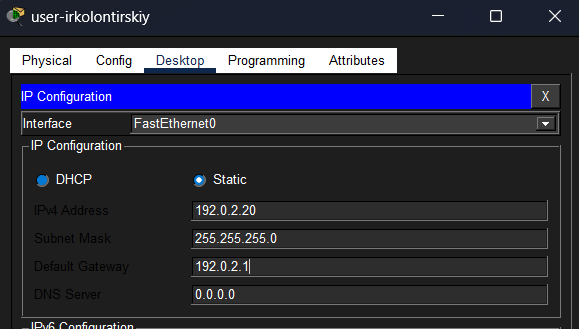 user-irkolontirskiy
Physical Config Desktop Programming Attributes
IP Configuration X
Interface FastEthernet0
IP Configuration
DHCP Static
IPv4 Address 192.0.2.20
Subnet Mask 255.255.255.0
Default Gateway 192.0.2.1
DNS Server 0.0.0.0
IPv6 Configuration